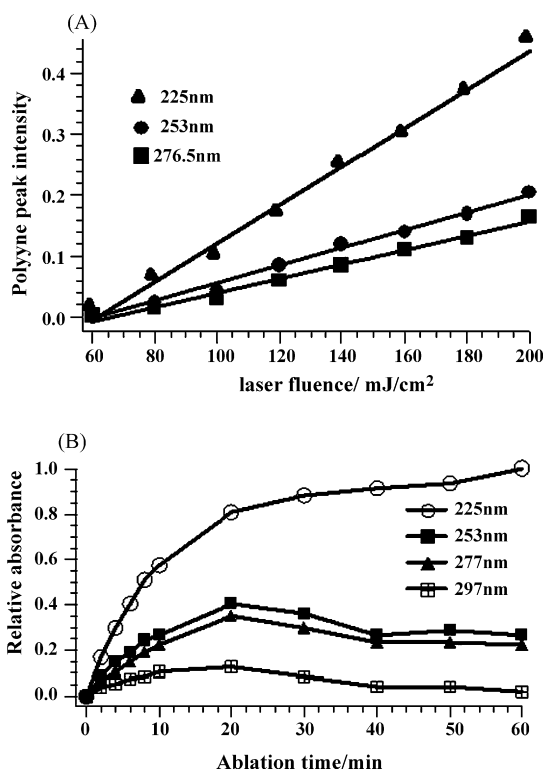 (A)
0.4
0.3
0.2
0.1
0.0
Polyyne peak intensity
225nm
253nm
276.5nm
60 80 100 120 140 160 180 200
laser fluence/ mJ/cm²
(B)
1.0
0.8
0.6
0.4
0.2
0.0
Relative absorbance
225nm
253nm
277nm
297nm
0 10 20 30 40 50 60
Ablation time/min